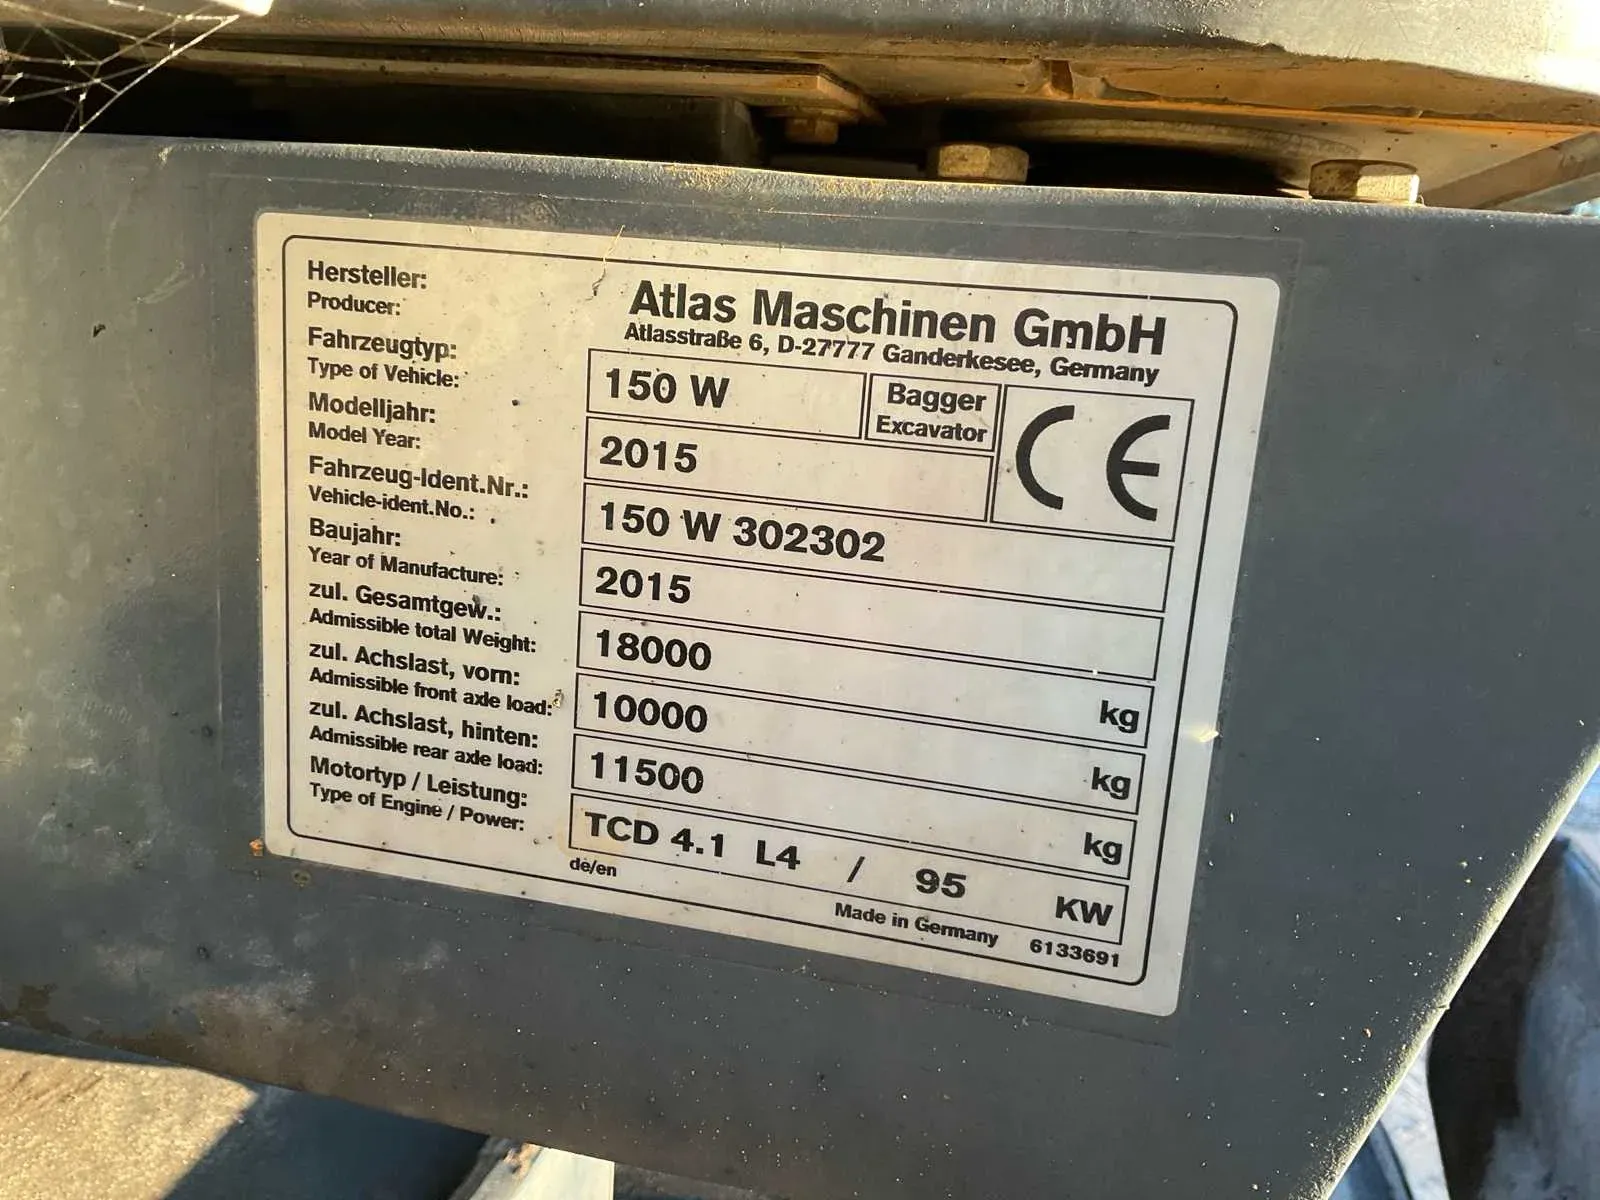 Hersteller:
Producer:
Atlas Maschinen GmbH
Atlasstraße 6, D-27777 Ganderkesee, Germany
Fahrzeugtyp:
Type of Vehicle:
150 W
Bagger
Excavator
CE
Modelljahr:
Model Year:
2015
Fahrzeug-Ident.Nr.:
Vehicle-ident.No.:
150 W 302302
Baujahr:
Year of Manufacture:
2015
zul. Gesamtgew.:
Admissible total Weight:
18000 kg
zul. Achslast, vorn:
Admissible front axle load:
10000 kg
zul. Achslast, hinten:
Admissible rear axle load:
11500 kg
Motortyp / Leistung:
Type of Engine / Power:
TCD 4.1 L4 / 95 KW
de/en
Made in Germany 6133691